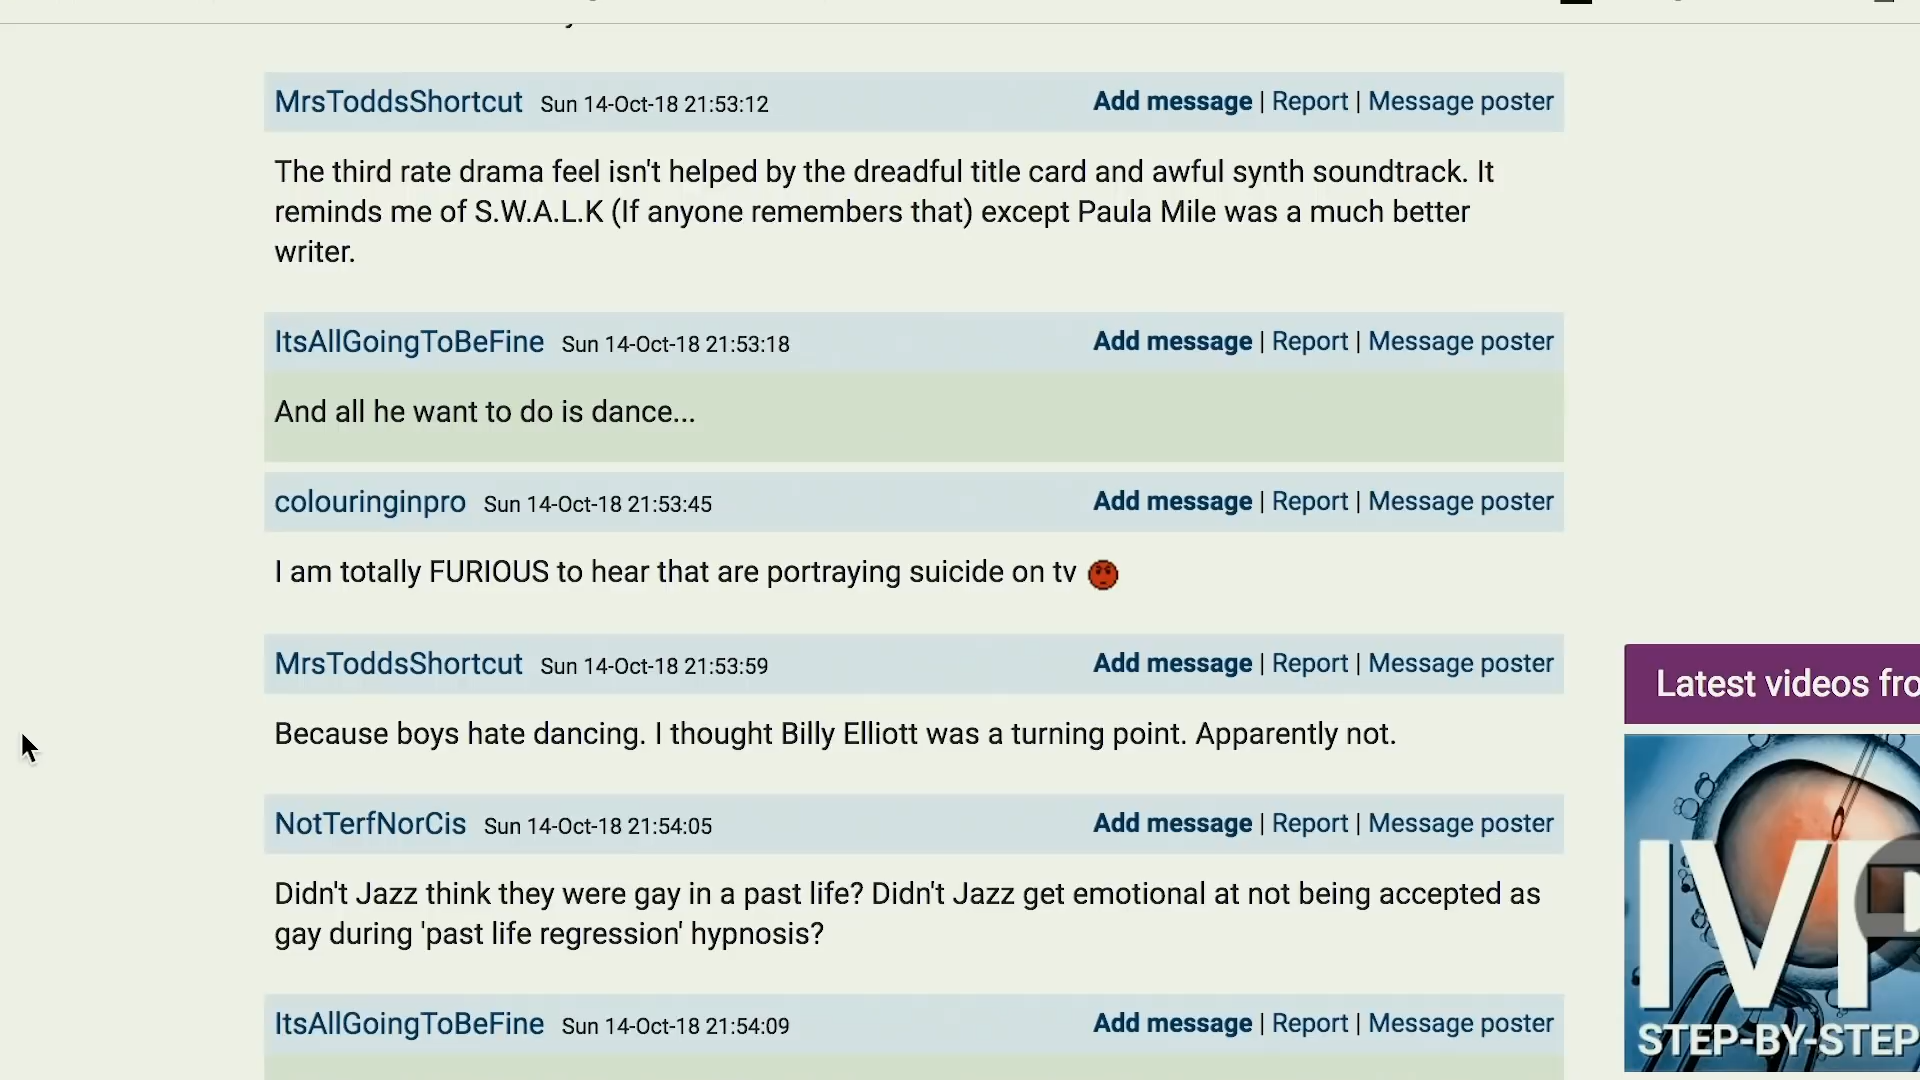 MrsToddsShortcut Sun 14-Oct-18 21:53:12 Add message | Report | Message poster
The third rate drama feel isn't helped by the dreadful title card and awful synth soundtrack. It
reminds me of S.W.A.L.K (If anyone remembers that) except Paula Mile was a much better
writer.
ItsAllGoingToBeFine Sun 14-Oct-18 21:53:18 Add message | Report | Message poster
And all he want to do is dance...
colouringinpro Sun 14-Oct-18 21:53:45 Add message | Report | Message poster
I am totally FURIOUS to hear that are portraying suicide on tv
MrsToddsShortcut Sun 14-Oct-18 21:53:59 Add message | Report | Message poster
Because boys hate dancing. I thought Billy Elliott was a turning point. Apparently not.
NotTerfNorCis Sun 14-Oct-18 21:54:05 Add message | Report | Message poster
Didn't Jazz think they were gay in a past life? Didn't Jazz get emotional at not being accepted as
gay during 'past life regression' hypnosis?
ItsAllGoingToBeFine Sun 14-Oct-18 21:54:09 Add message | Report | Message poster
Latest videos fro
IVF
STEP-BY-STEP